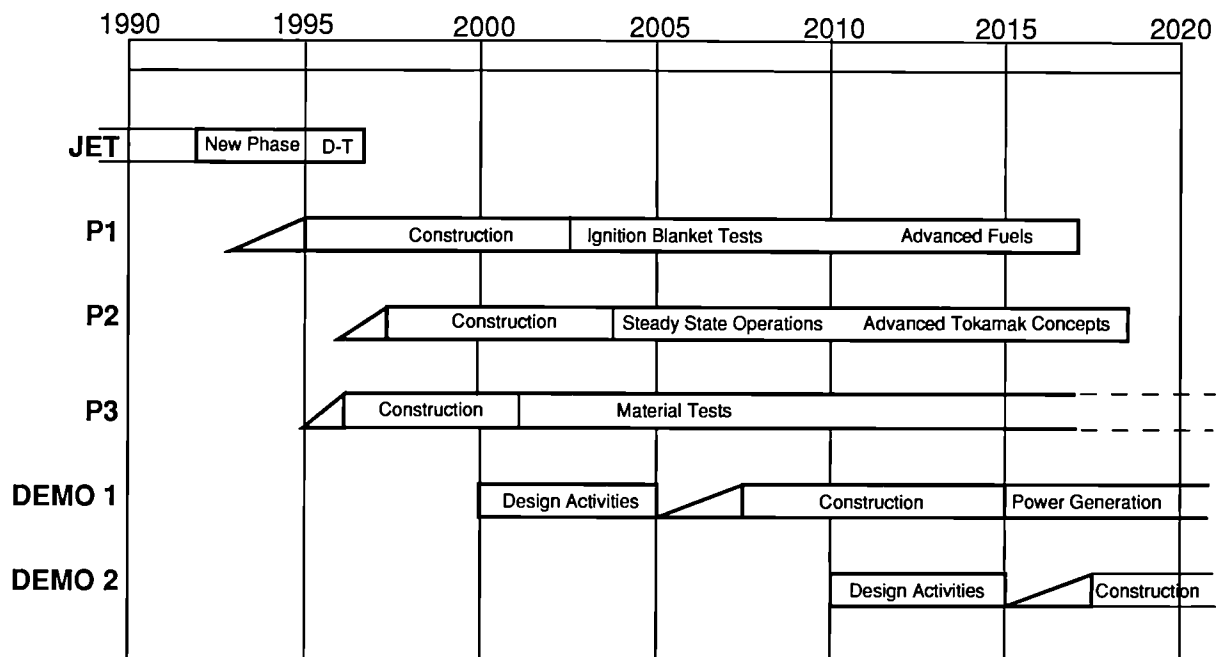 1990 1995 2000 2005 2010 2015 2020
JET New Phase D-T
P1 Construction Ignition Blanket Tests Advanced Fuels
P2 Construction Steady State Operations Advanced Tokamak Concepts
P3 Construction Material Tests
DEMO 1 Design Activities Construction Power Generation
DEMO 2 Design Activities Construction